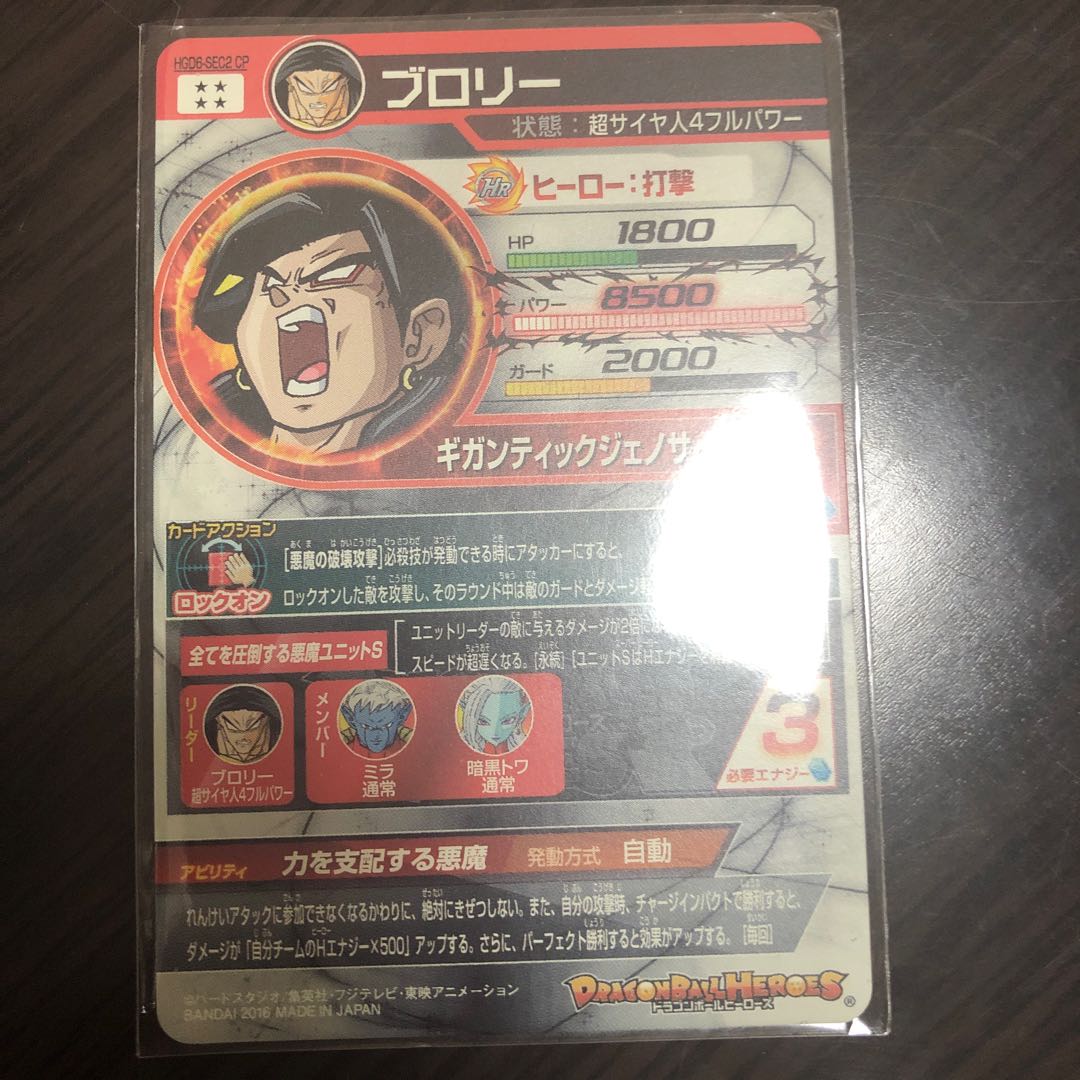 HGD6-SEC2 CP
ブロリー
状態：超サイヤ人4フルパワー
HR ヒーロー：打撃
HP 1800
パワー 8500
ガード 2000
ギガンティックジェノサ
カードアクション
ロックオン
[悪魔の破壊攻撃]必殺技が発動できる時にアタッカーにすると、
ロックオンした敵を攻撃し、そのラウンド中は敵のガードとダメージ
全てを圧倒する悪魔ユニットS
ユニットリーダーの敵に与えるダメージが2倍に
スピードが超遅くなる。[永続][ユニットSはHエナジーを
リーダー
ブロリー
超サイヤ人4フルパワー
メンバー
ミラ
通常
暗黒トワ
通常
3
必要エナジー
アビリティ 力を支配する悪魔 発動方式 自動
れんけいアタックに参加できなくなるかわりに、絶対にきぜつしない。また、自分の攻撃時、チャージインパクトで勝利すると、
ダメージが「自分チームのHエナジー×500」アップする。さらに、パーフェクト勝利すると効果がアップする。[毎回]
©バードスタジオ/集英社・フジテレビ・東映アニメーション
BANDAI 2016 MADE IN JAPAN
DRAGONBALL HEROES ®
ドラゴンボールヒーローズ